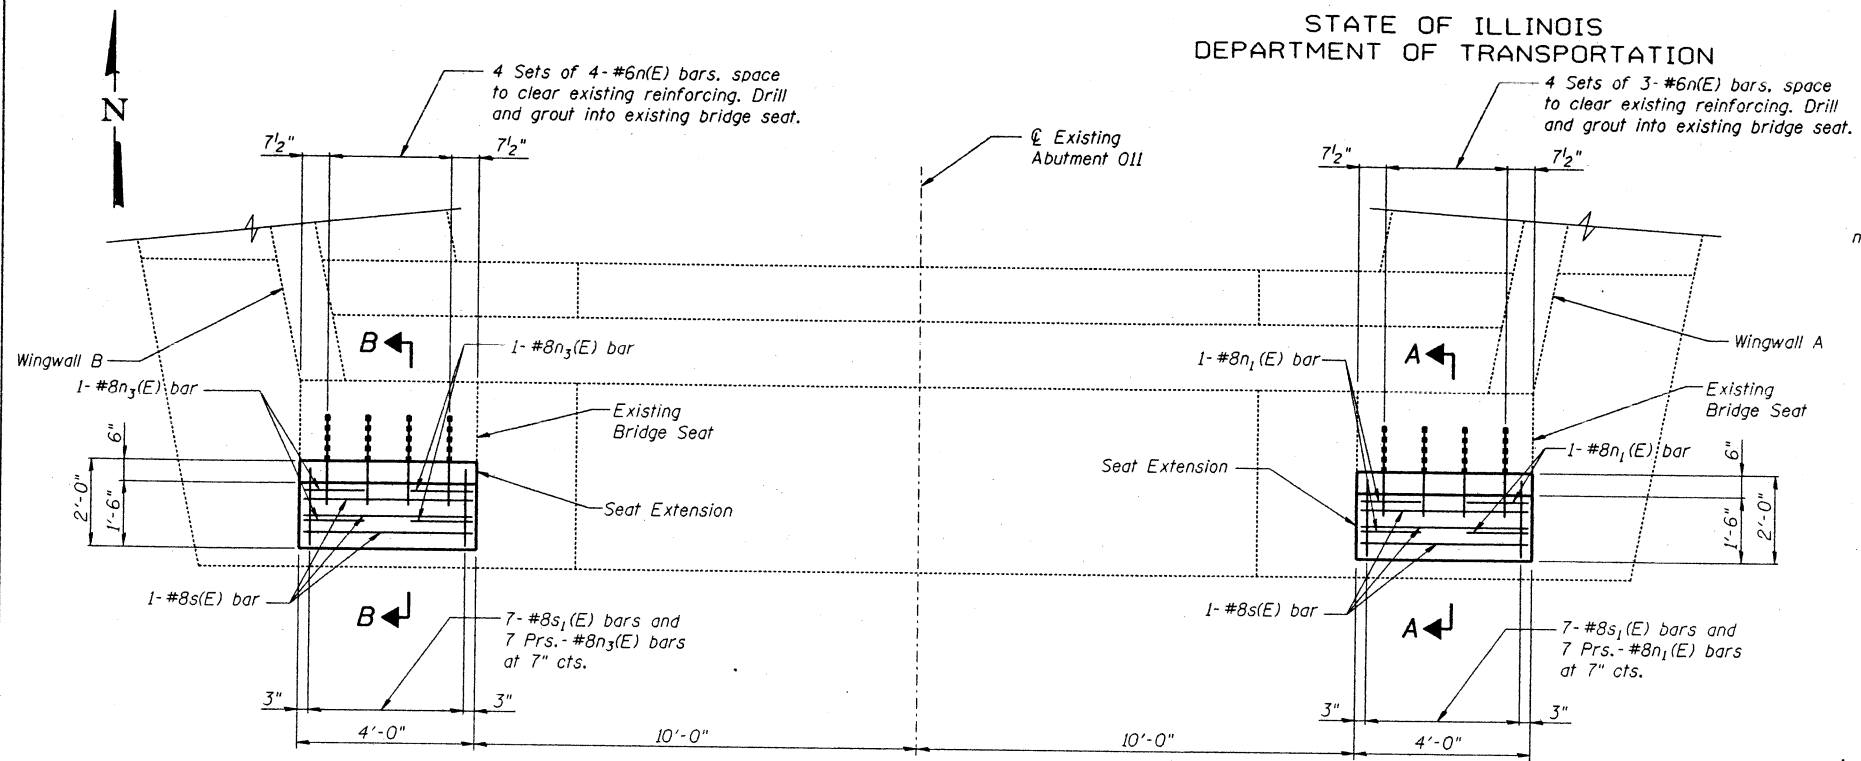 STATE OF ILLINOIS
DEPARTMENT OF TRANSPORTATION
N
4 Sets of 4-#6n(E) bars. space
to clear existing reinforcing. Drill
and grout into existing bridge seat.
4 Sets of 3-#6n(E) bars. space
to clear existing reinforcing. Drill
and grout into existing bridge seat.
7½"
7½"
℄ Existing
Abutment 011
7½"
7½"
n
Wingwall B
B
1-#8n₃(E) bar
1-#8n₁(E) bar
A
Wingwall A
1-#8n₃(E) bar
Existing
Bridge Seat
Existing
Bridge Seat
6"
2'-0"
1'-6"
Seat Extension
Seat Extension
1-#8n₁(E) bar
6"
1'-6"
2'-0"
1-#8s(E) bar
B
7-#8s₁(E) bars and
7 Prs.-#8n₃(E) bars
at 7" cts.
1-#8s(E) bar
A
7-#8s₁(E) bars and
7 Prs.-#8n₁(E) bars
at 7" cts.
3"
3"
3"
3"
4'-0"
10'-0"
10'-0"
4'-0"